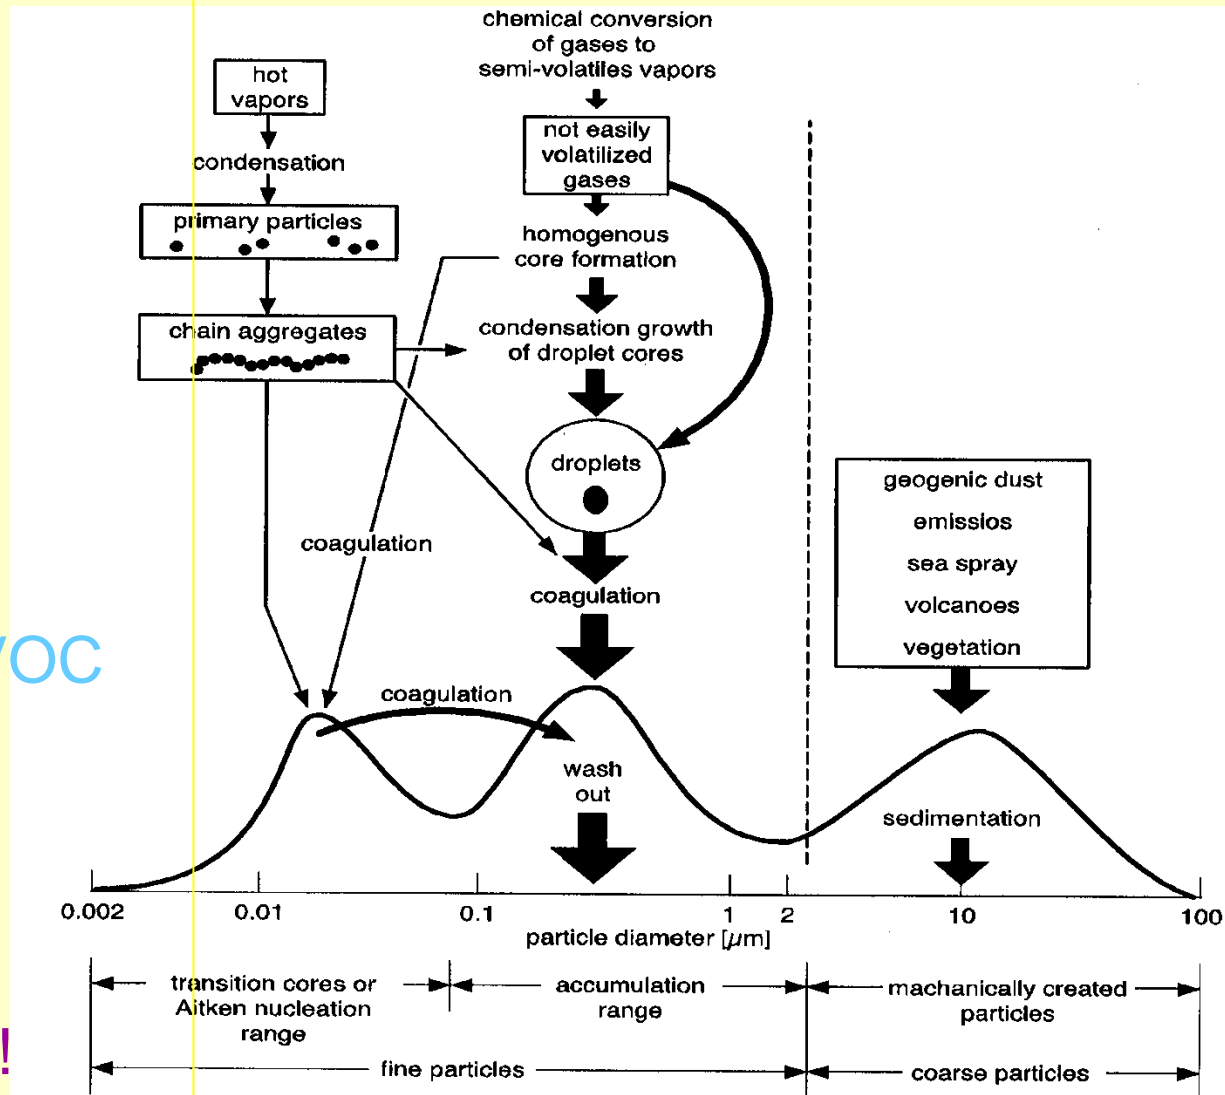 chemical conversion
of gases to
semi-volatiles vapors
hot
vapors
not easily
volatilized
gases
condensation
primary particles
homogenous
core formation
chain aggregates
condensation growth
of droplet cores
droplets
geogenic dust
emissios
sea spray
volcanoes
vegetation
coagulation
coagulation
VOC
coagulation
wash
out
sedimentation
0.002
0.01
0.1
1
2
10
100
particle diameter [µm]
transition cores or
Aitken nucleation
range
accumulation
range
machanically created
particles
!
fine particles
coarse particles